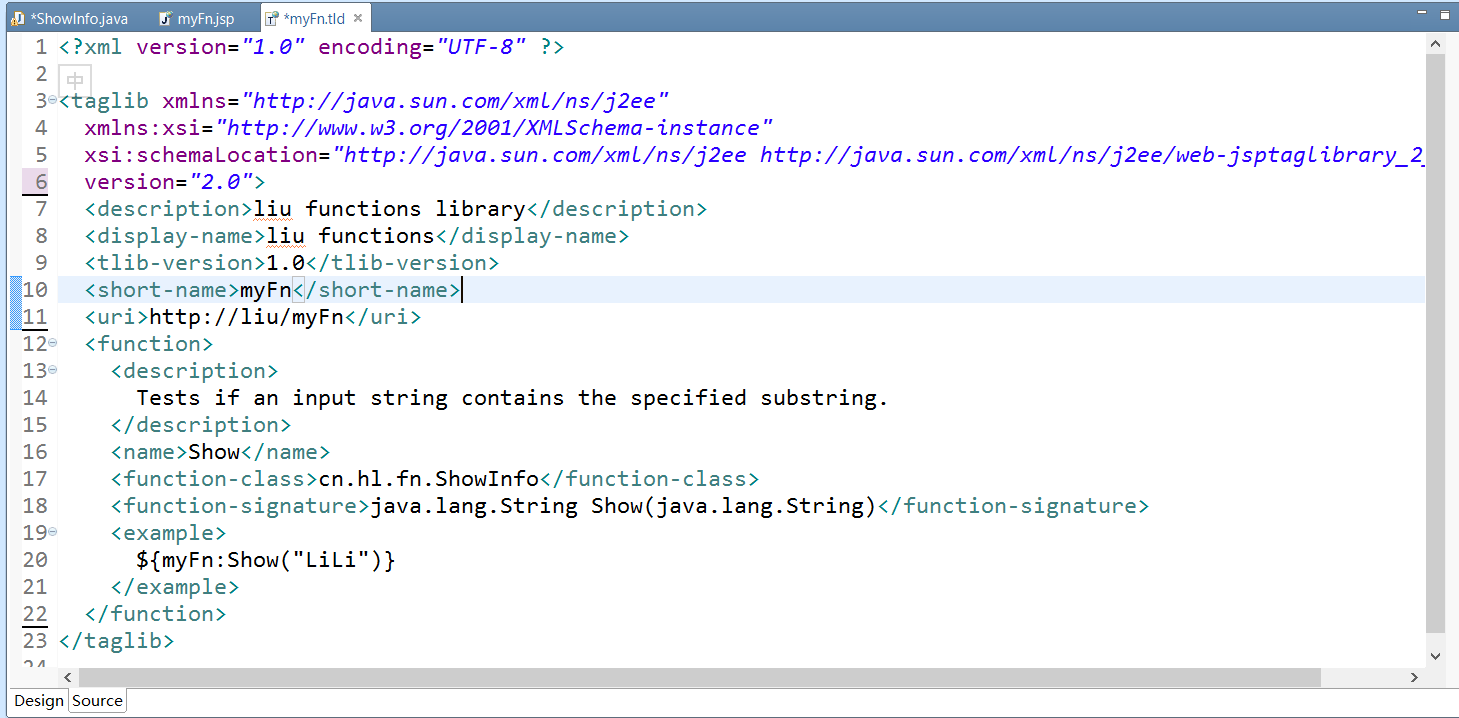 *ShowInfo.java myFn.jsp *myFn.tld
1 <?xml version="1.0" encoding="UTF-8" ?>
2 中
3 <taglib xmlns="http://java.sun.com/xml/ns/j2ee"
4 xmlns:xsi="http://www.w3.org/2001/XMLSchema-instance"
5 xsi:schemaLocation="http://java.sun.com/xml/ns/j2ee http://java.sun.com/xml/ns/j2ee/web-jsptaglibrary_2_
6 version="2.0">
7 <description>liu functions library</description>
8 <display-name>liu functions</display-name>
9 <tlib-version>1.0</tlib-version>
10 <short-name>myFn</short-name>
11 <uri>http://liu/myFn</uri>
12 <function>
13 <description>
14 Tests if an input string contains the specified substring.
15 </description>
16 <name>Show</name>
17 <function-class>cn.hl.fn.ShowInfo</function-class>
18 <function-signature>java.lang.String Show(java.lang.String)</function-signature>
19 <example>
20 ${myFn:Show("LiLi")}
21 </example>
22 </function>
23 </taglib>
24
Design Source